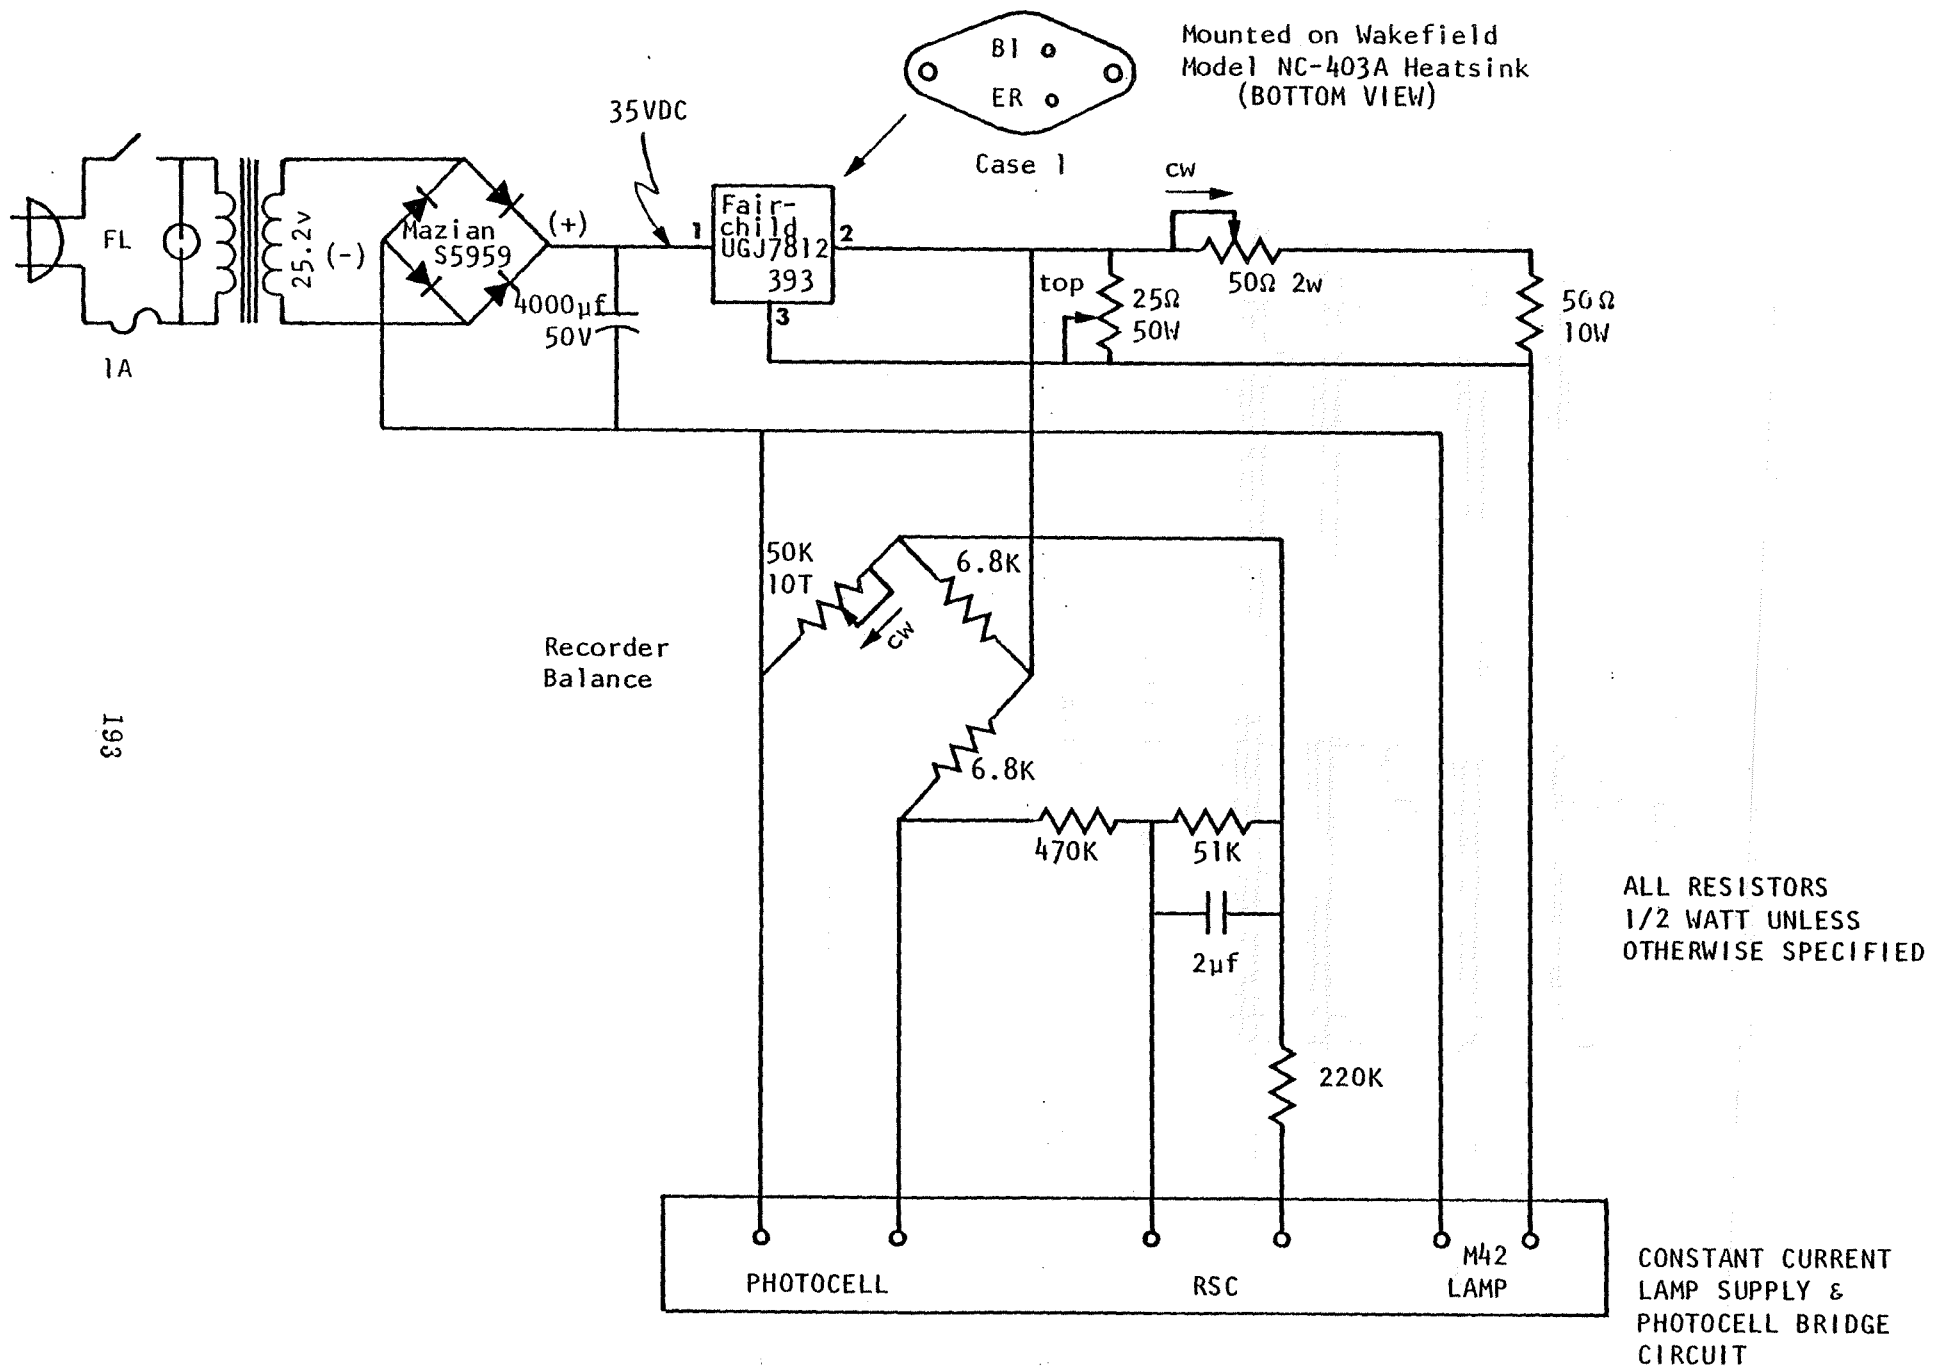 B1
ER
Case 1
Mounted on Wakefield
Model NC-403A Heatsink
(BOTTOM VIEW)
35VDC
FL
1A
25.2v
(-)
Mazian
S5959
(+)
4000µf
50V
1
Fair-
child
UGJ7812
393
2
3
cw
top
25Ω
50W
50Ω 2w
50Ω
10W
50K
10T
6.8K
cw
Recorder
Balance
6.8K
193
470K
51K
2µf
220K
ALL RESISTORS
1/2 WATT UNLESS
OTHERWISE SPECIFIED
PHOTOCELL
RSC
M42
LAMP
CONSTANT CURRENT
LAMP SUPPLY &
PHOTOCELL BRIDGE
CIRCUIT